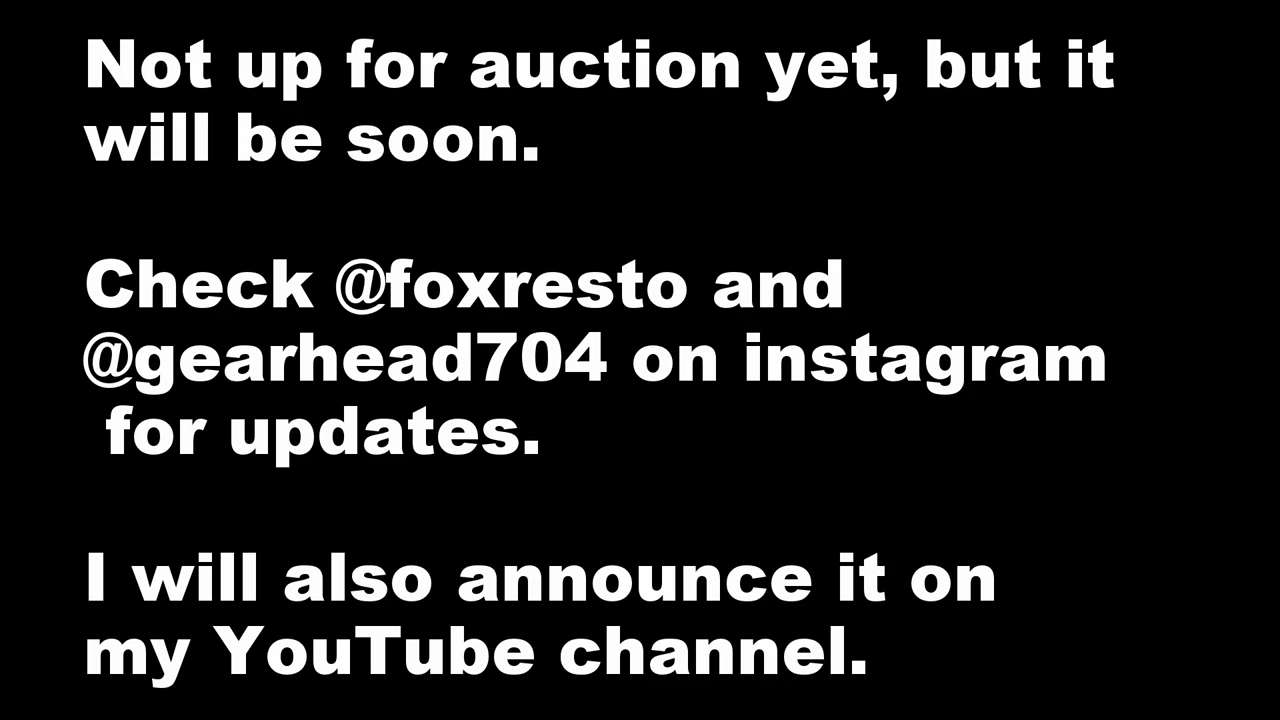 Not up for auction yet, but it
will be soon.
Check @foxresto and
@gearhead704 on instagram
for updates.
I will also announce it on
my YouTube channel.